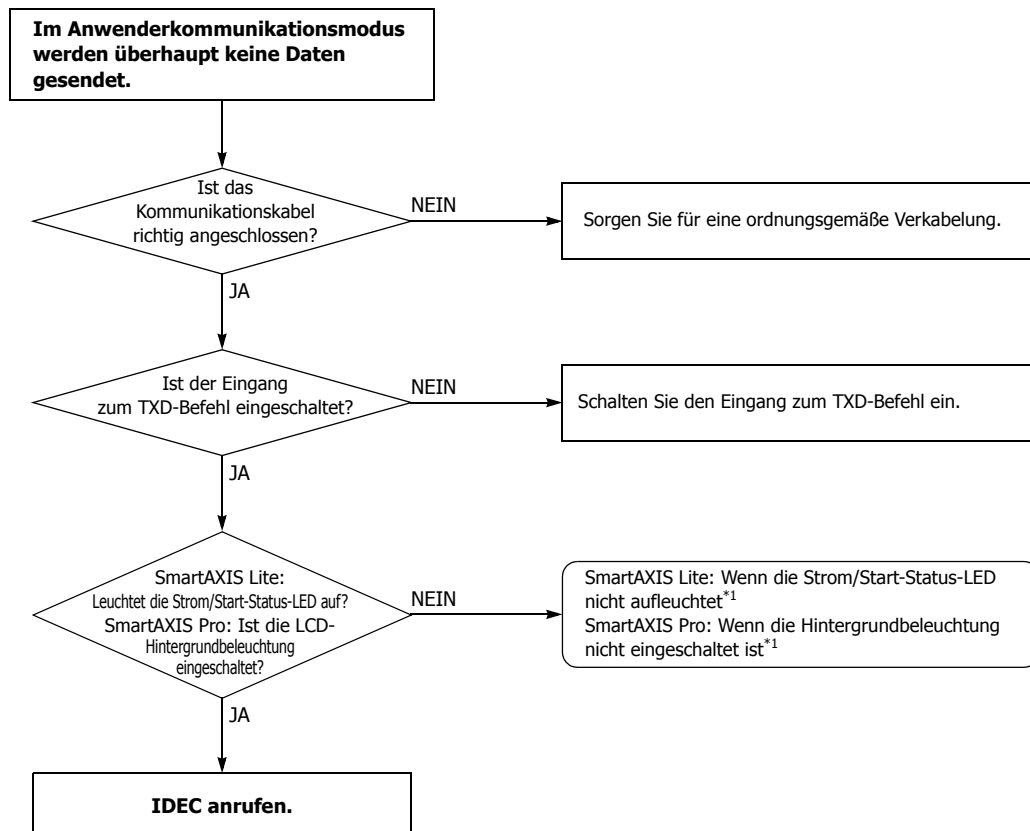 Im Anwenderkommunikationsmodus
werden überhaupt keine Daten
gesendet.
Ist das
Kommunikationskabel
richtig angeschlossen?
NEIN
Sorgen Sie für eine ordnungsgemäße Verkabelung.
JA
Ist der Eingang
zum TXD-Befehl eingeschaltet?
NEIN
Schalten Sie den Eingang zum TXD-Befehl ein.
JA
SmartAXIS Lite:
Leuchtet die Strom/Start-Status-LED auf?
SmartAXIS Pro: Ist die LCD-
Hintergrundbeleuchtung
eingeschaltet?
NEIN
SmartAXIS Lite: Wenn die Strom/Start-Status-LED
nicht aufleuchtet*1
SmartAXIS Pro: Wenn die Hintergrundbeleuchtung
nicht eingeschaltet ist*1
JA
IDEC anrufen.